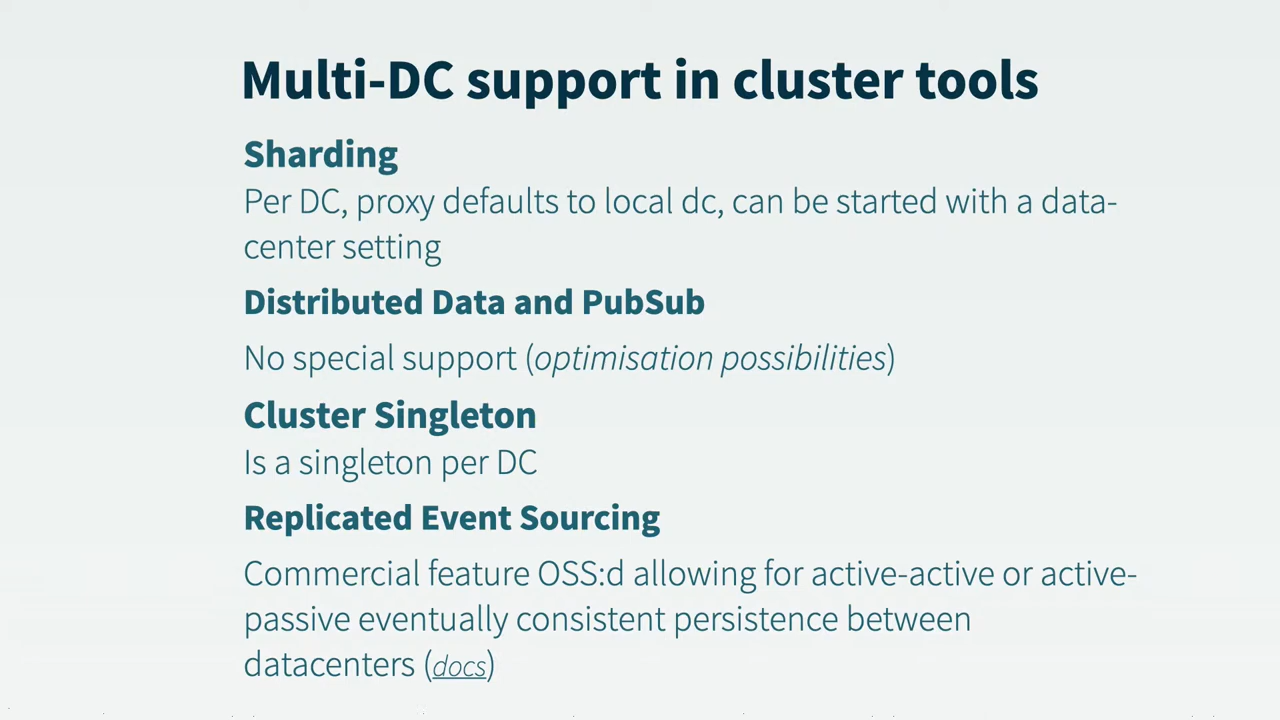 Multi-DC support in cluster tools
Sharding
Per DC, proxy defaults to local dc, can be started with a data-
center setting
Distributed Data and PubSub
No special support (optimisation possibilities)
Cluster Singleton
Is a singleton per DC
Replicated Event Sourcing
Commercial feature OSS:d allowing for active-active or active-
passive eventually consistent persistence between
datacenters (docs)